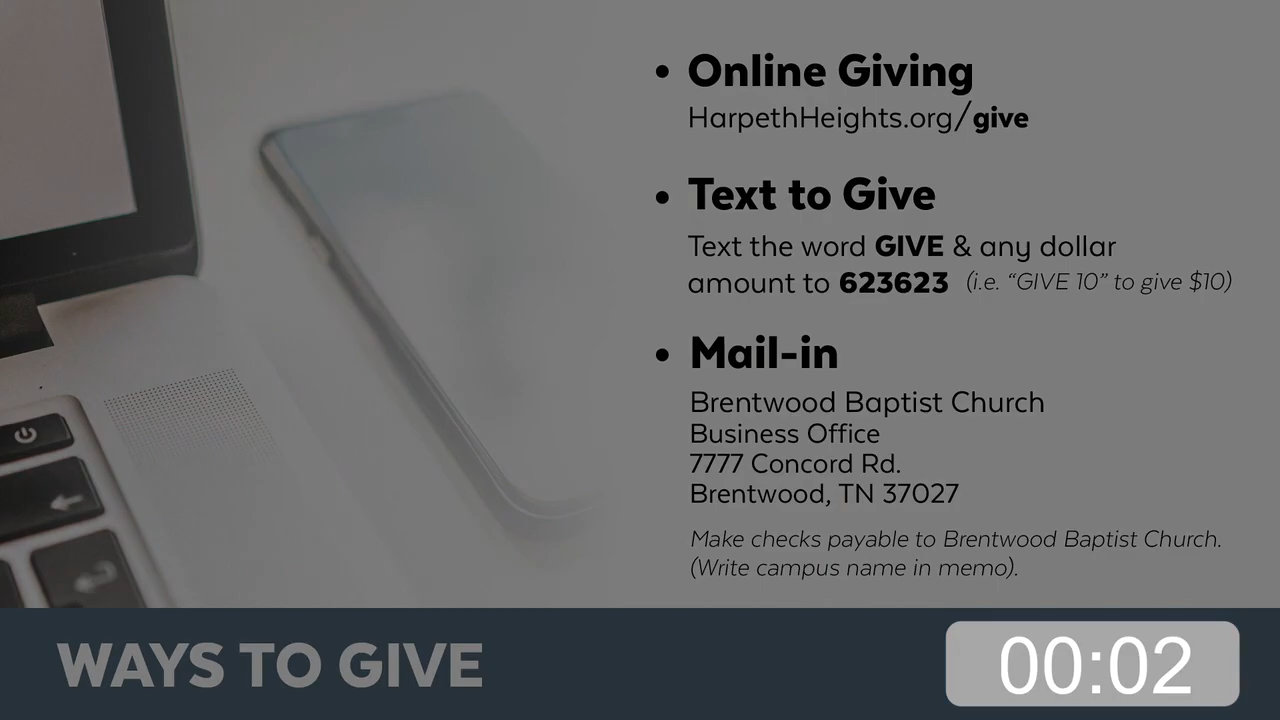 • Online Giving
HarpethHeights.org/give
• Text to Give
Text the word GIVE & any dollar
amount to 623623 (i.e. “GIVE 10” to give $10)
• Mail-in
Brentwood Baptist Church
Business Office
7777 Concord Rd.
Brentwood, TN 37027
Make checks payable to Brentwood Baptist Church.
(Write campus name in memo).
WAYS TO GIVE
00:02